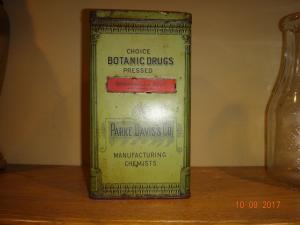 CHOICE
BOTANIC DRUGS
PRESSED
PARKE DAVIS & CO.
MANUFACTURING
CHEMISTS
10 09 2017